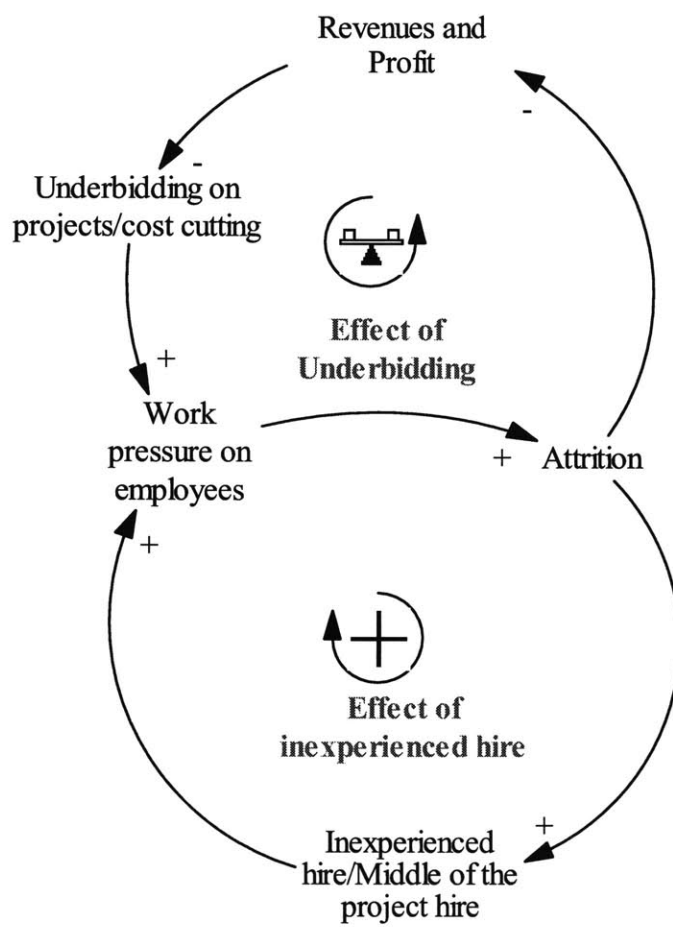 Revenues and
Profit
-
-
Underbidding on
projects/cost cutting
Effect of
Underbidding
+
Work
pressure on
employees
+ Attrition
+
Effect of
inexperienced hire
+
Inexperienced
hire/Middle of the
project hire